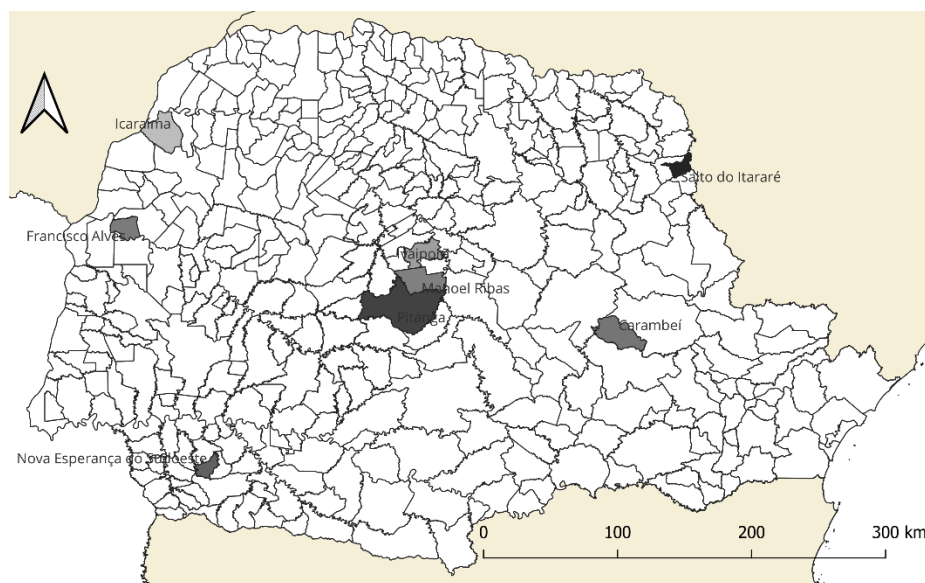 Icaraíma
Salto do Itararé
Francisco Alves
Ivaiporã
Manoel Ribas
Pitanga
Carambeí
Nova Esperança do Sudoeste
0 100 200 300 km